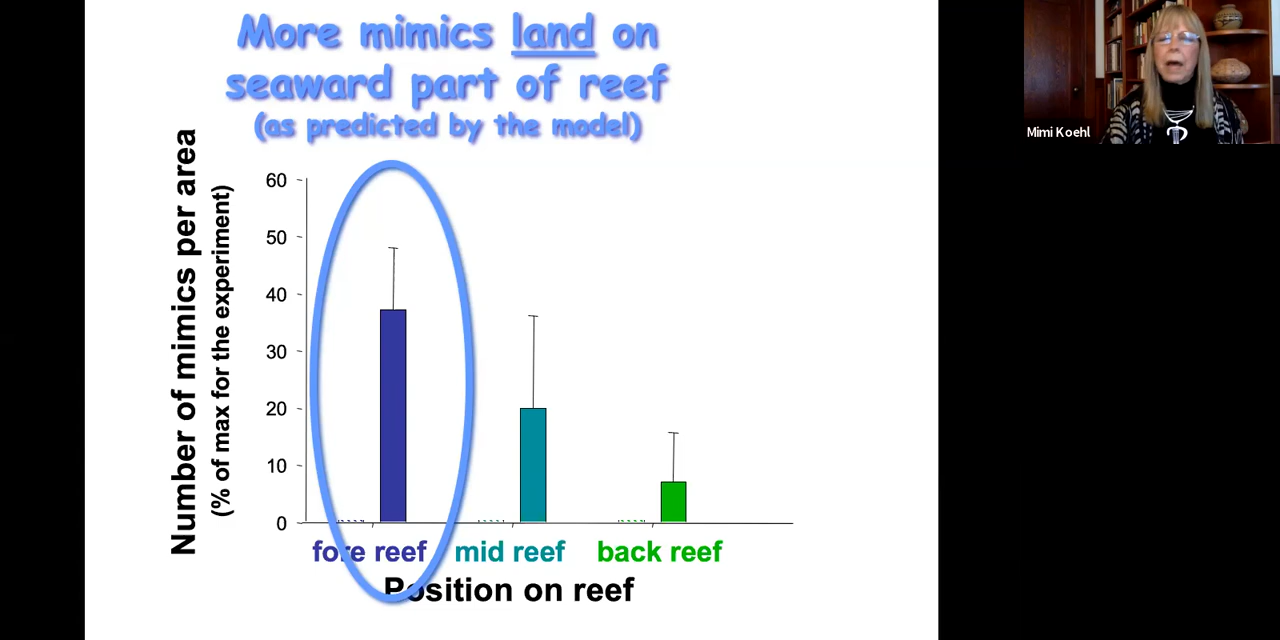 More mimics land on
seaward part of reef
(as predicted by the model)
Number of mimics per area
(% of max for the experiment)
60
50
40
30
20
10
0
fore reef
mid reef
back reef
Position on reef
Mimi Koehl